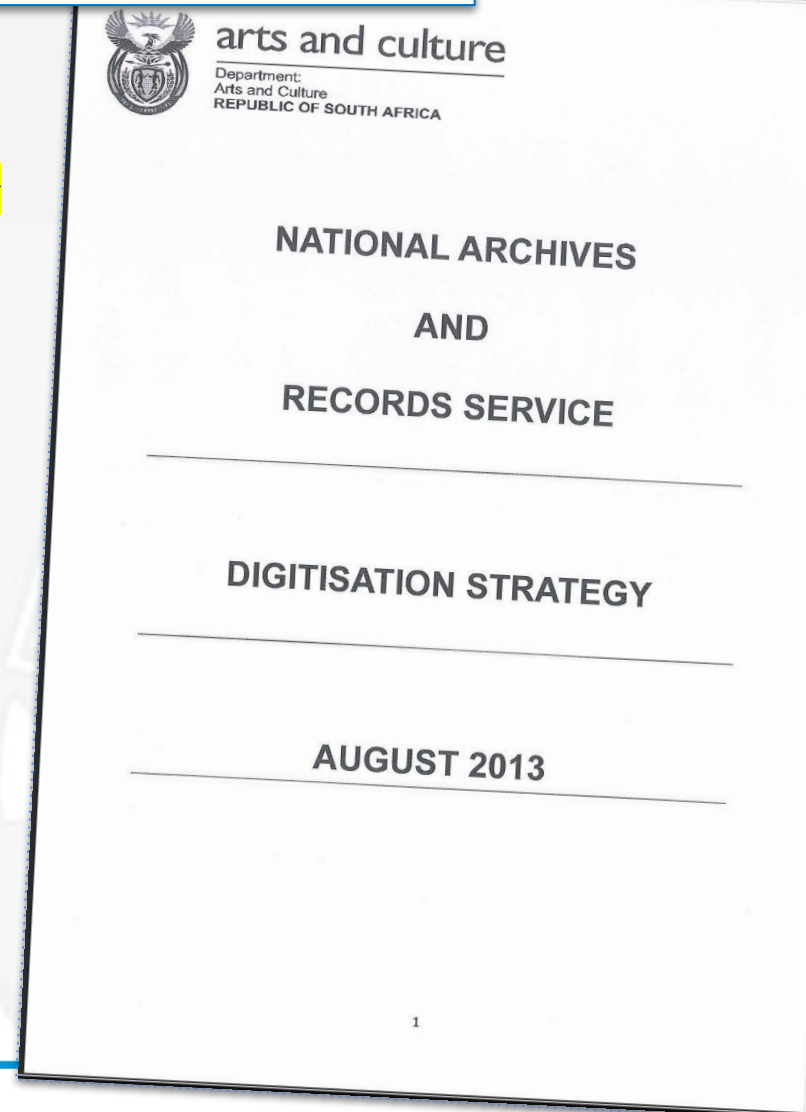 arts and culture
Department:
Arts and Culture
REPUBLIC OF SOUTH AFRICA
NATIONAL ARCHIVES
AND
RECORDS SERVICE
DIGITISATION STRATEGY
AUGUST 2013
1